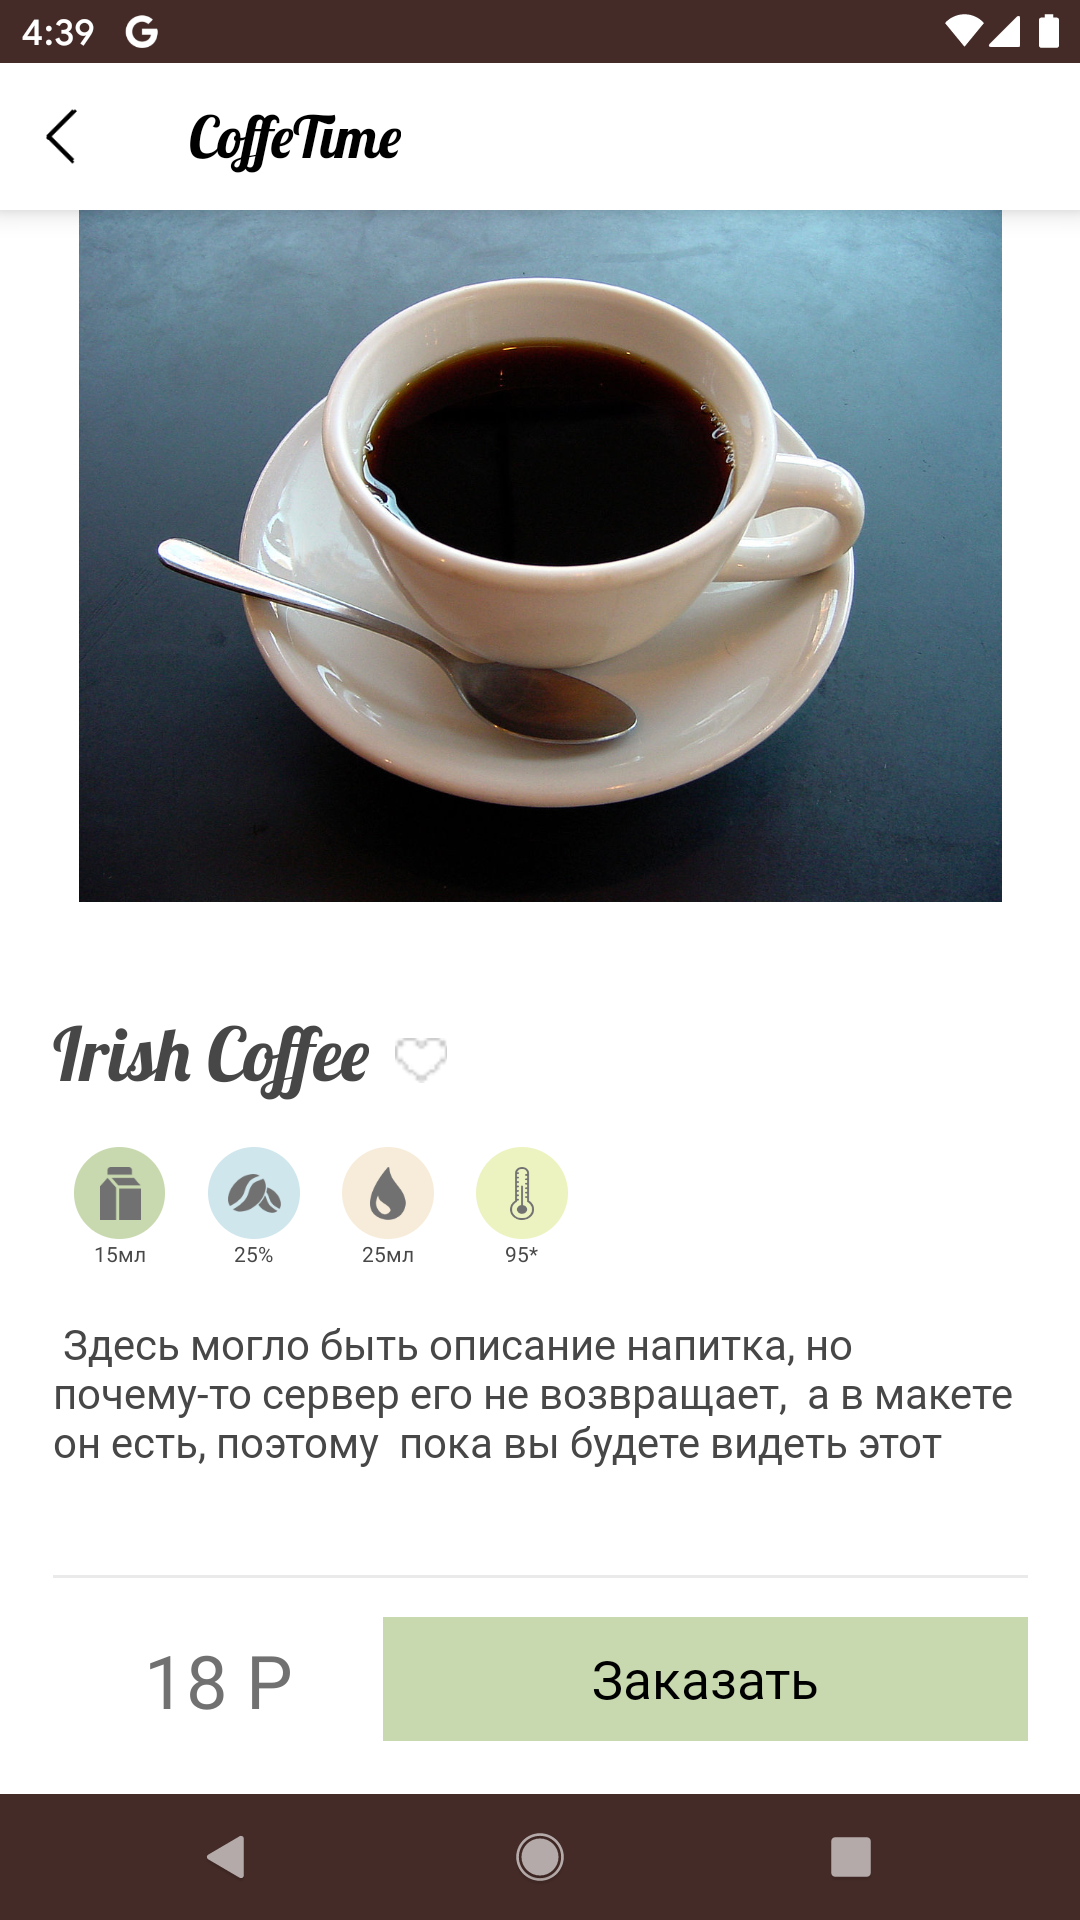 4:39
CoffeTime
Irish Coffee
15мл 25% 25мл 95*
Здесь могло быть описание напитка, но
почему-то сервер его не возвращает, а в макете
он есть, поэтому пока вы будете видеть этот
18 Р
Заказать